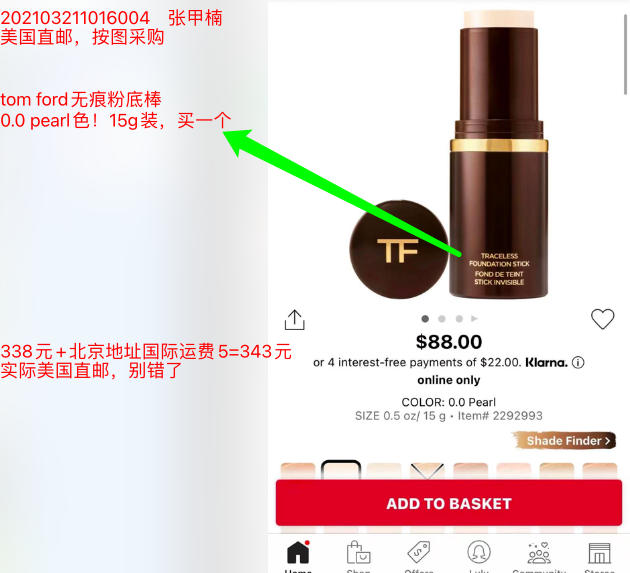 202103211016004 张甲楠
美国直邮，按图采购
tom ford无痕粉底棒
0.0 pearl色！15g装，买一个
338元+北京地址国际运费5=343元
实际美国直邮，别错了
TF
TRACELESS
FOUNDATION STICK
FOND DE TEINT
STICK INVISIBLE
$88.00
or 4 interest-free payments of $22.00. Klarna.
online only
COLOR: 0.0 Pearl
SIZE 0.5 oz/ 15 g • Item# 2292993
Shade Finder >
ADD TO BASKET
Home Shop Offers Lulu Community Stores